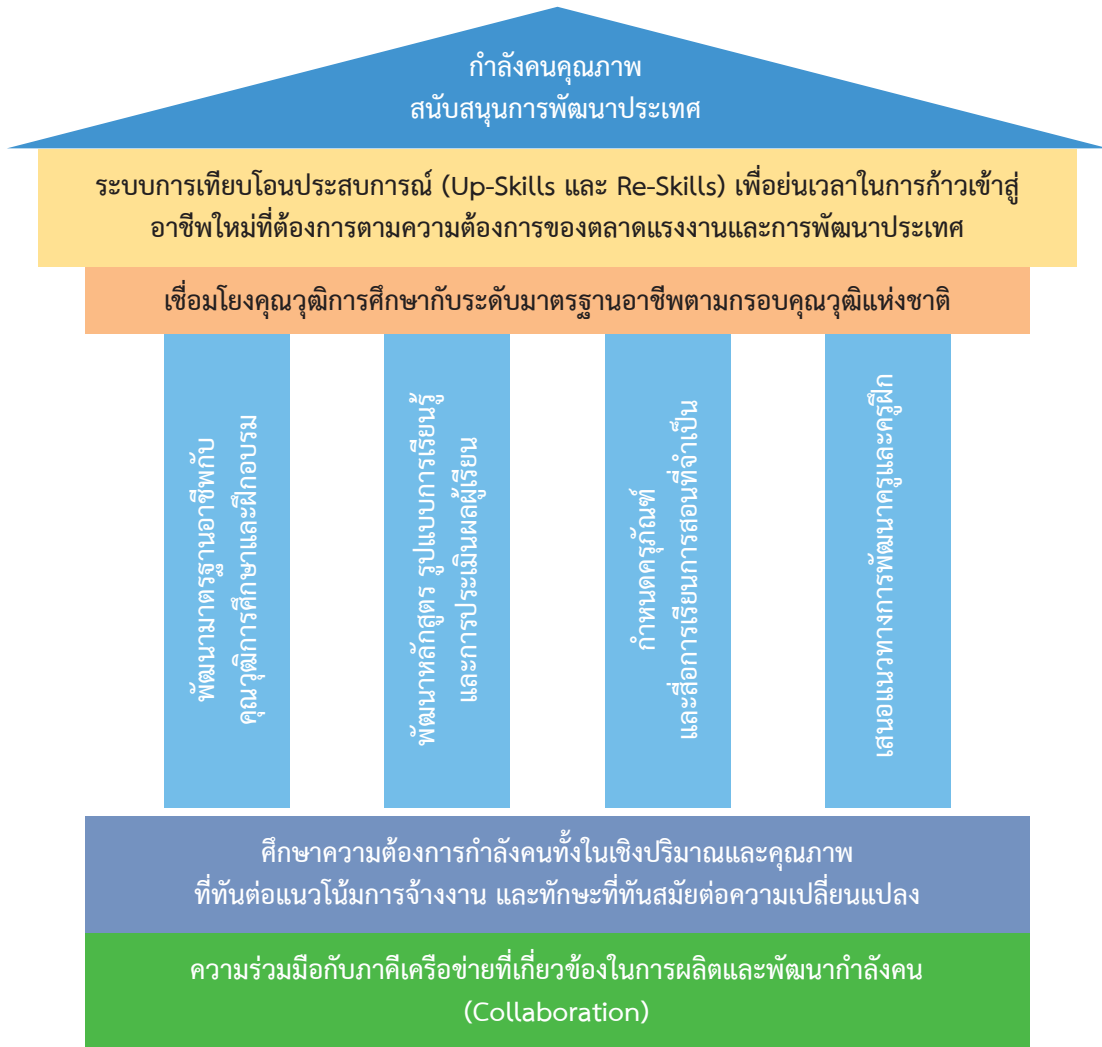 กำลังคนคุณภาพ
สนับสนุนการพัฒนาประเทศ
ระบบการเทียบโอนประสบการณ์ (Up-Skills และ Re-Skills) เพื่อย่นเวลาในการก้าวเข้าสู่
อาชีพใหม่ที่ต้องการตามความต้องการของตลาดแรงงานและการพัฒนาประเทศ
เชื่อมโยงคุณวุฒิการศึกษากับระดับมาตรฐานอาชีพตามกรอบคุณวุฒิแห่งชาติ
พัฒนามาตรฐานอาชีพกับ
คุณวุฒิการศึกษาและฝึกอบรม
พัฒนาหลักสูตร รูปแบบการเรียนรู้
และการประเมินผลผู้เรียน
กำหนดครุภัณฑ์
และสื่อการเรียนการสอนที่จำเป็น
เสนอแนวทางการพัฒนาครูและครูฝึก
ศึกษาความต้องการกำลังคนทั้งในเชิงปริมาณและคุณภาพ
ที่ทันต่อแนวโน้มการจ้างงาน และทักษะที่ทันสมัยต่อความเปลี่ยนแปลง
ความร่วมมือกับภาคีเครือข่ายที่เกี่ยวข้องในการผลิตและพัฒนากำลังคน
(Collaboration)